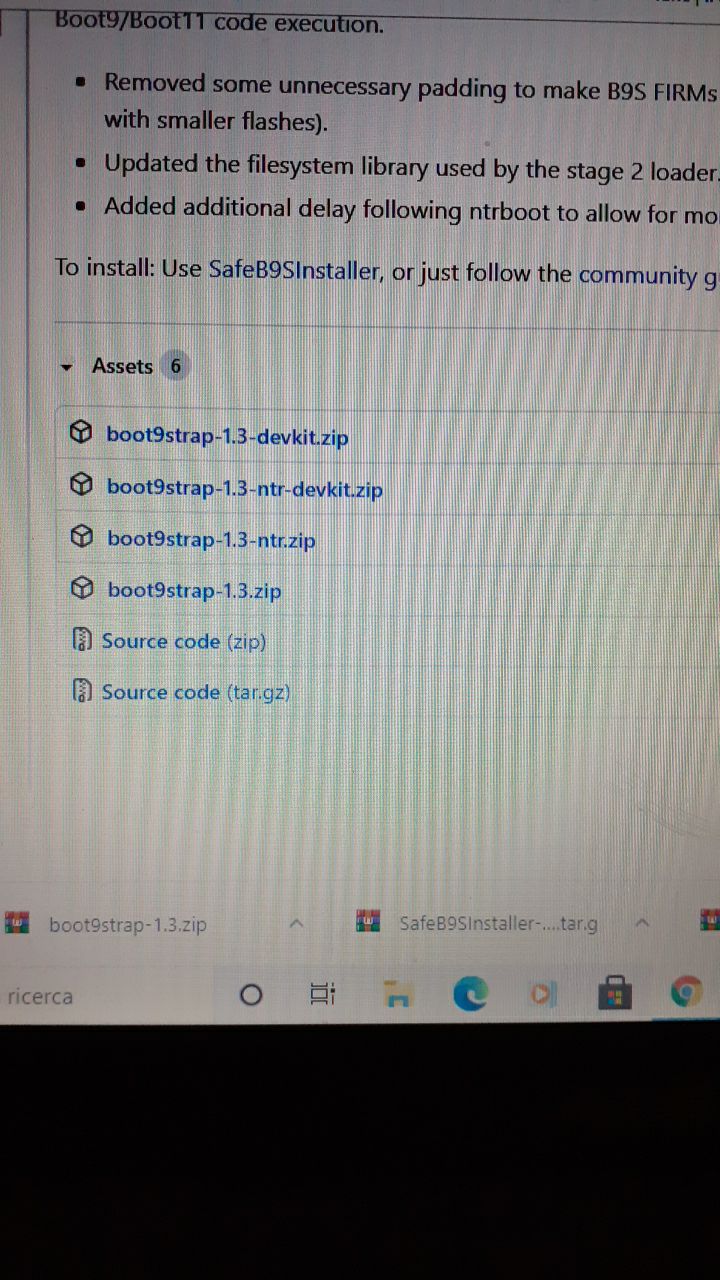 Boot9/Boot11 code execution.
Removed some unnecessary padding to make B9S FIRMs
with smaller flashes).
Updated the filesystem library used by the stage 2 loader.
Added additional delay following ntrboot to allow for mo
To install: Use SafeB9SInstaller, or just follow the community g
Assets 6
boot9strap-1.3-devkit.zip
boot9strap-1.3-ntr-devkit.zip
boot9strap-1.3-ntr.zip
boot9strap-1.3.zip
Source code (zip)
Source code (tar.gz)
boot9strap-1.3.zip
SafeB9SInstaller-....tar.g
ricerca